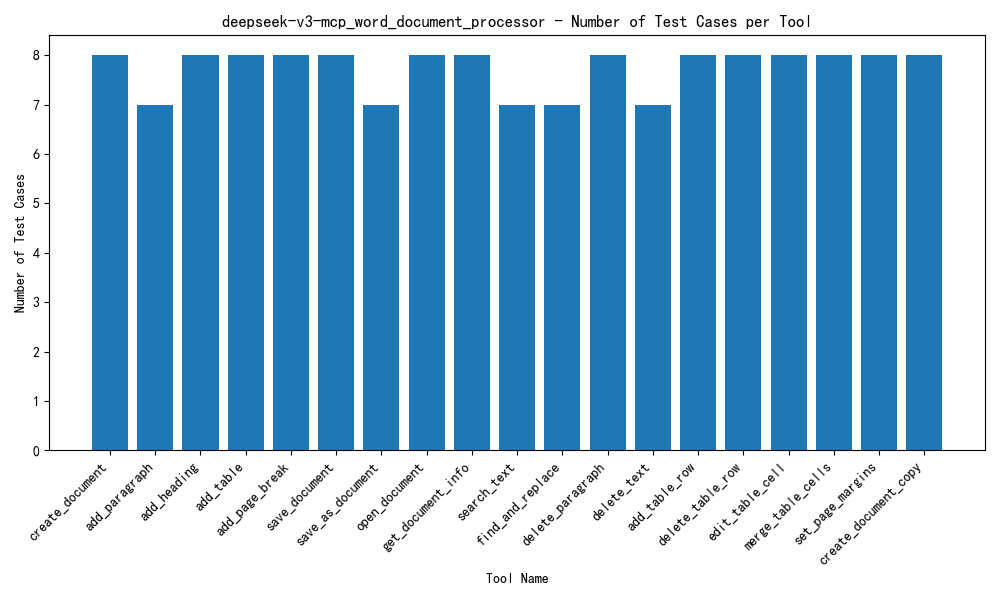 deepseek-v3-mcp_word_document_processor - Number of Test Cases per Tool
Number of Test Cases
8
7
6
5
4
3
2
1
0
create_document
add_paragraph
add_heading
add_table
add_page_break
save_document
save_as_document
open_document
get_document_info
search_text
find_and_replace
delete_paragraph
delete_text
add_table_row
delete_table_row
edit_table_cell
merge_table_cells
set_page_margins
create_document_copy
Tool Name